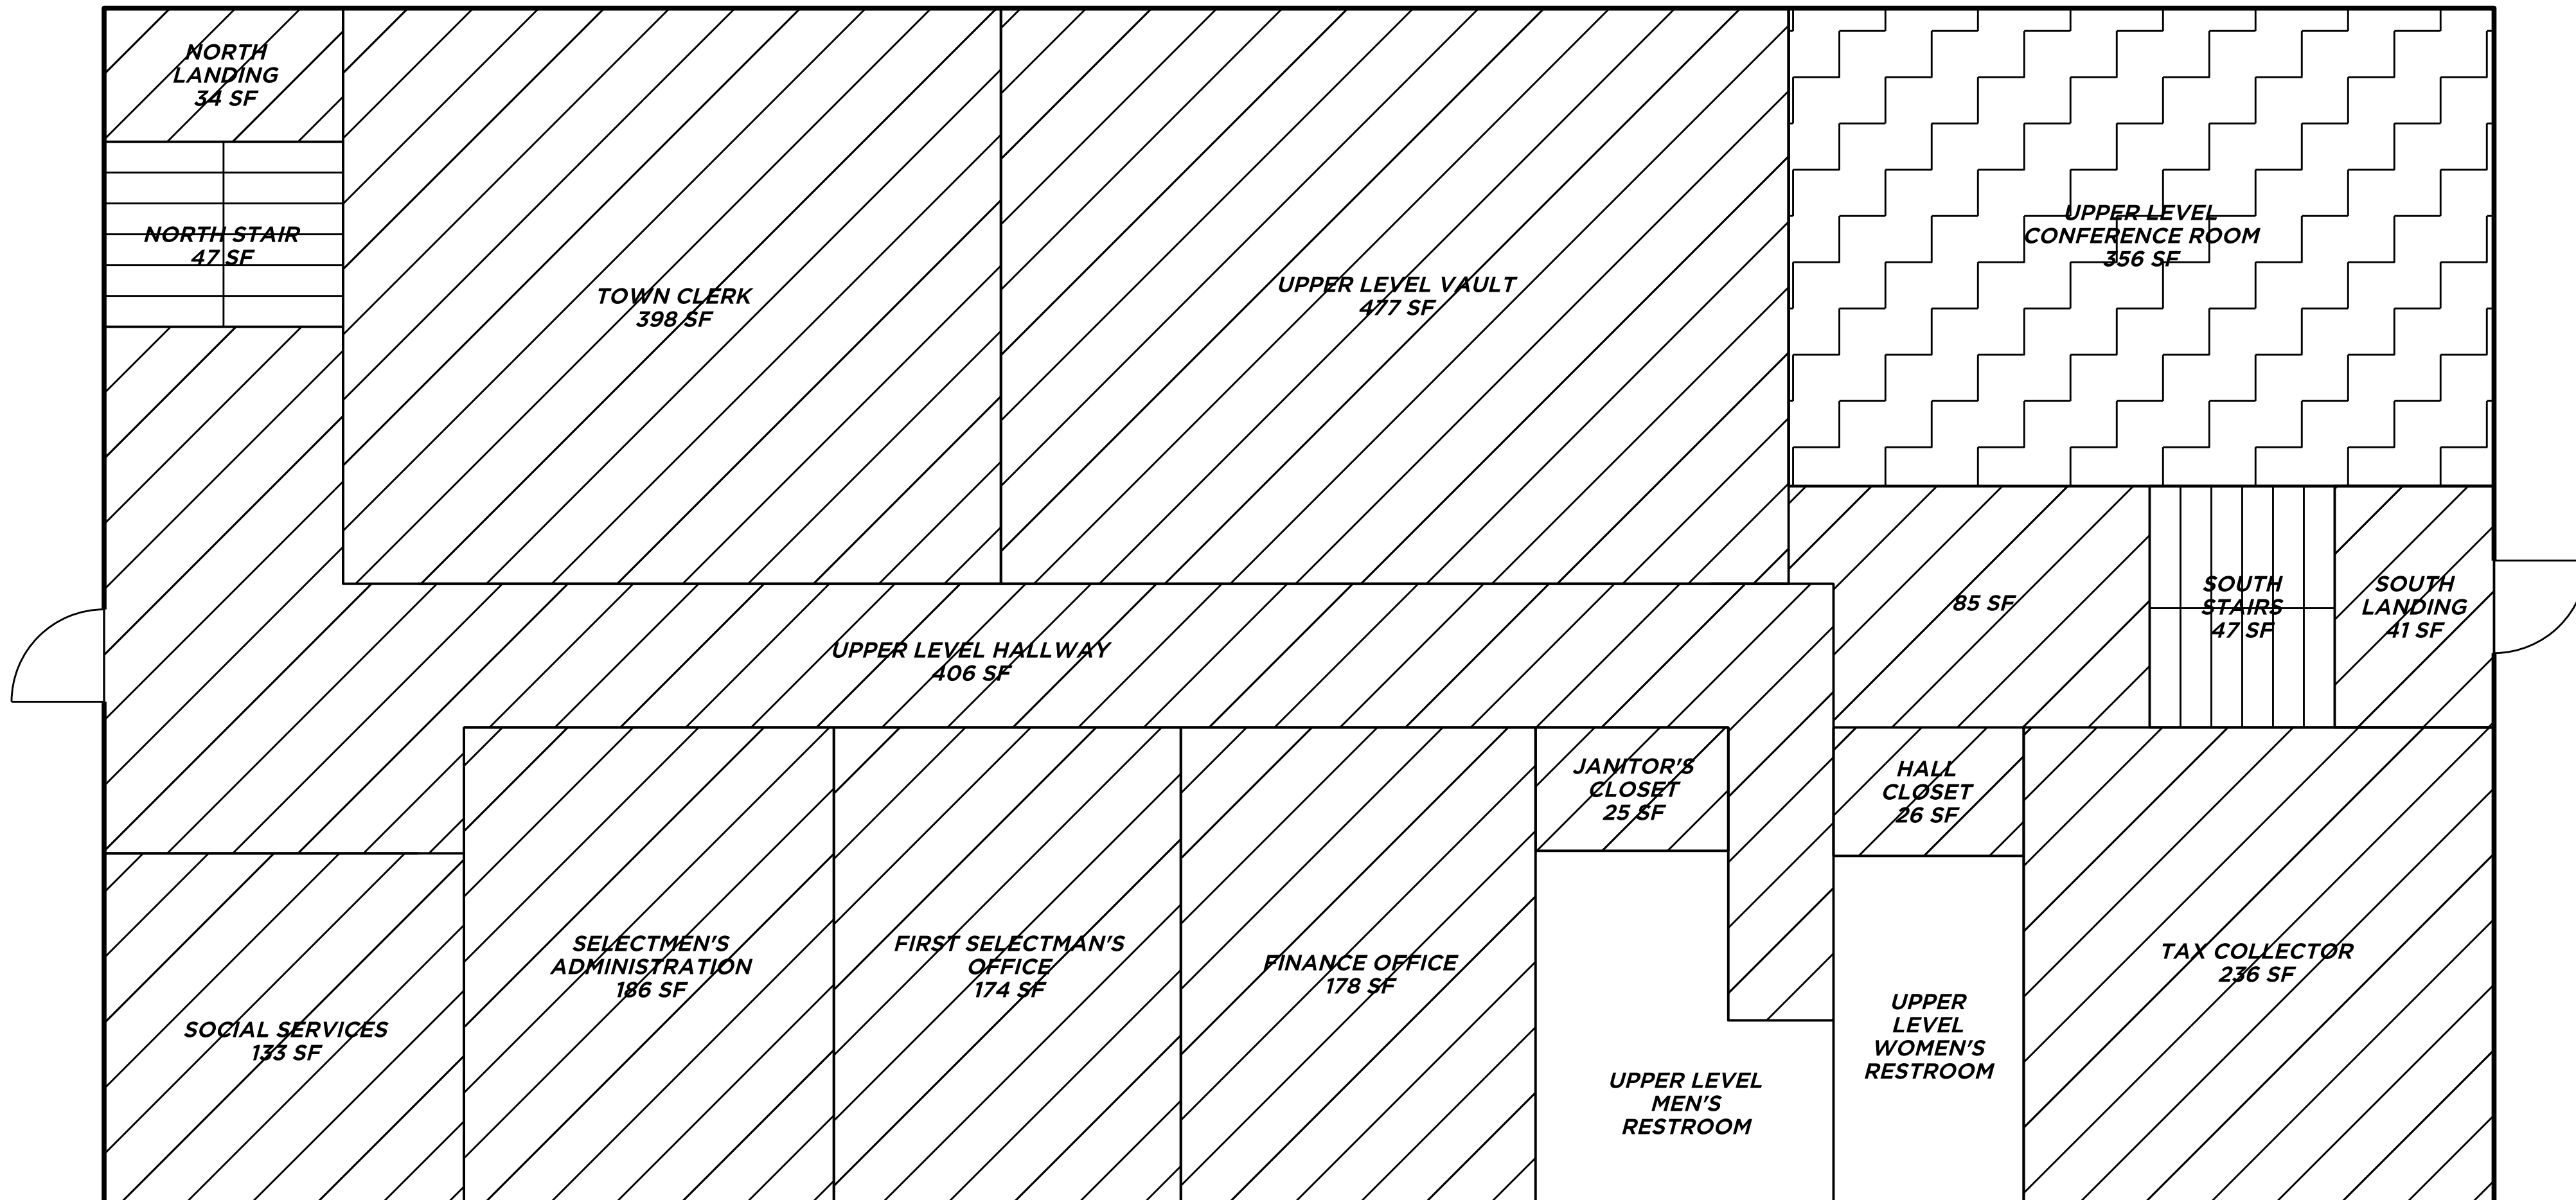 NORTH
LANDING
34 SF
NORTH STAIR
47 SF
TOWN CLERK
398 SF
UPPER LEVEL VAULT
477 SF
UPPER LEVEL
CONFERENCE ROOM
356 SF
UPPER LEVEL HALLWAY
406 SF
85 SF
SOUTH
STAIRS
47 SF
SOUTH
LANDING
41 SF
JANITOR'S
CLOSET
25 SF
HALL
CLOSET
26 SF
SOCIAL SERVICES
133 SF
SELECTMEN'S
ADMINISTRATION
186 SF
FIRST SELECTMAN'S
OFFICE
174 SF
FINANCE OFFICE
178 SF
UPPER LEVEL
MEN'S
RESTROOM
UPPER
LEVEL
WOMEN'S
RESTROOM
TAX COLLECTOR
236 SF